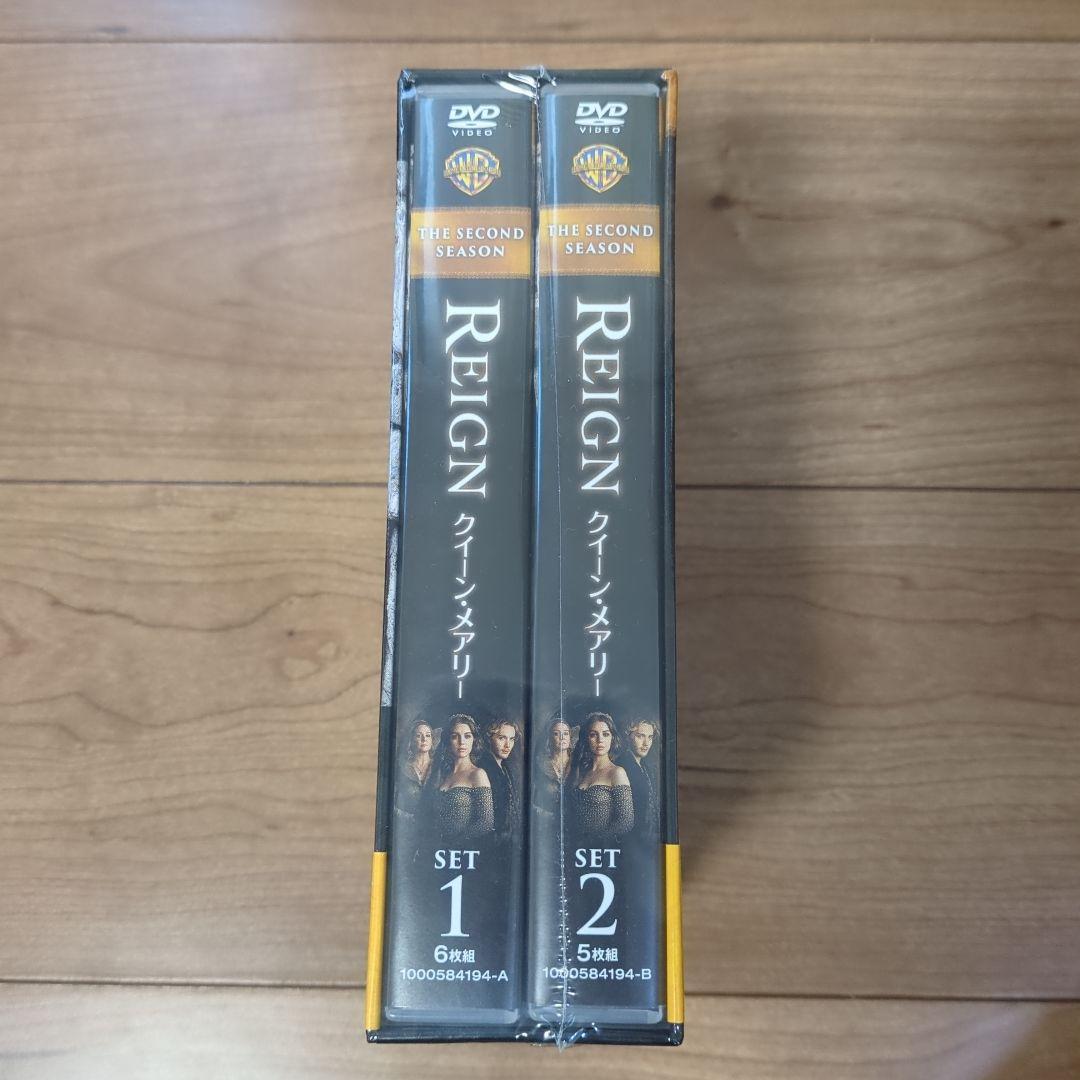 DVD
VIDEO
WB
THE SECOND
SEASON
REIGN
クイーン・メアリー
SET
1
6枚組
1000584194-A
DVD
VIDEO
WB
THE SECOND
SEASON
REIGN
クイーン・メアリー
SET
2
5枚組
1000584194-B